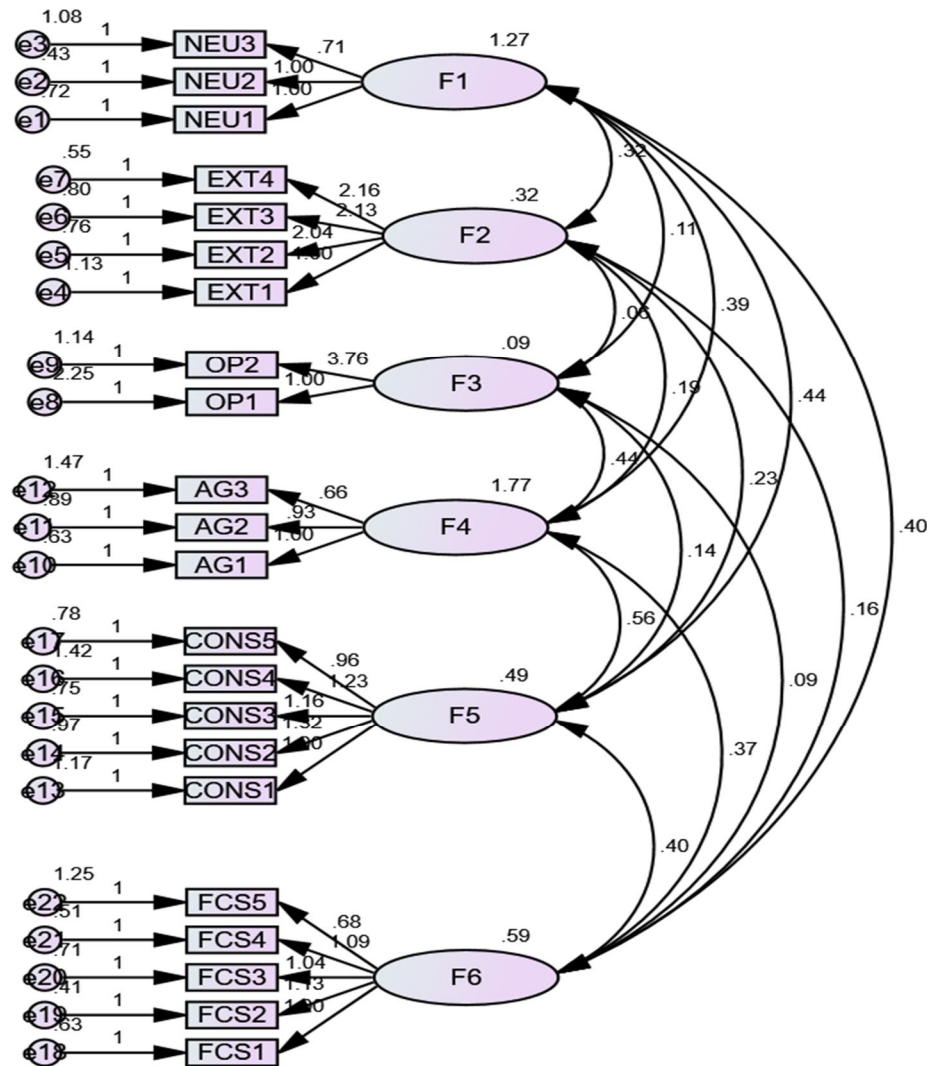 1.08
e3 1 NEU3 .71 1.27
.43
e2 1 NEU2 1.00 F1
.72
e1 1 NEU1 1.00
.32
.55
e7 1 EXT4 2.16 .32
.80
e6 1 EXT3 2.13 F2 .11
.76
e5 1 EXT2 2.04
1.13
e4 1 EXT1 1.00
.06 .39
1.14
e9 1 OP2 3.76 .09
2.25
e8 1 OP1 1.00 F3 .19 .44
1.47
e12 1 AG3 .66 1.77 .44 .23
.89
e11 1 AG2 .93 F4 .40
.63
e10 1 AG1 1.00 .14
.56 .16
.78
e17 1 CONS5 .96 .49
1.42
e16 1 CONS4 1.23 .09
.75
e15 1 CONS3 1.16 F5
.97
e14 1 CONS2 1.32 .37
1.17
e13 1 CONS1 1.00
.40
1.25
e22 1 FCS5 .68 .59
.51
e21 1 FCS4 1.09
.71
e20 1 FCS3 1.04 F6
.41
e19 1 FCS2 1.13
.63
e18 1 FCS1 1.00